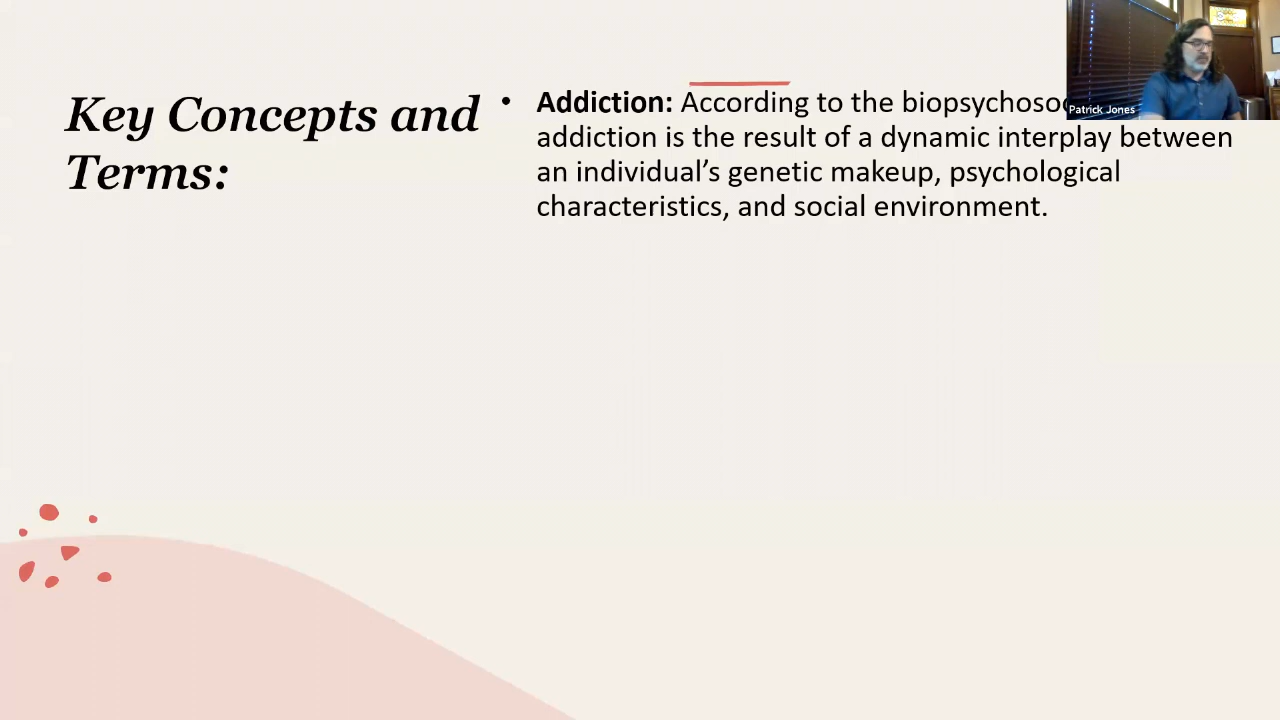 Key Concepts and
Terms:
• Addiction: According to the
addiction is the result of a dynamic interplay between
an individual’s genetic makeup, psychological
characteristics, and social environment.
Patrick Jones